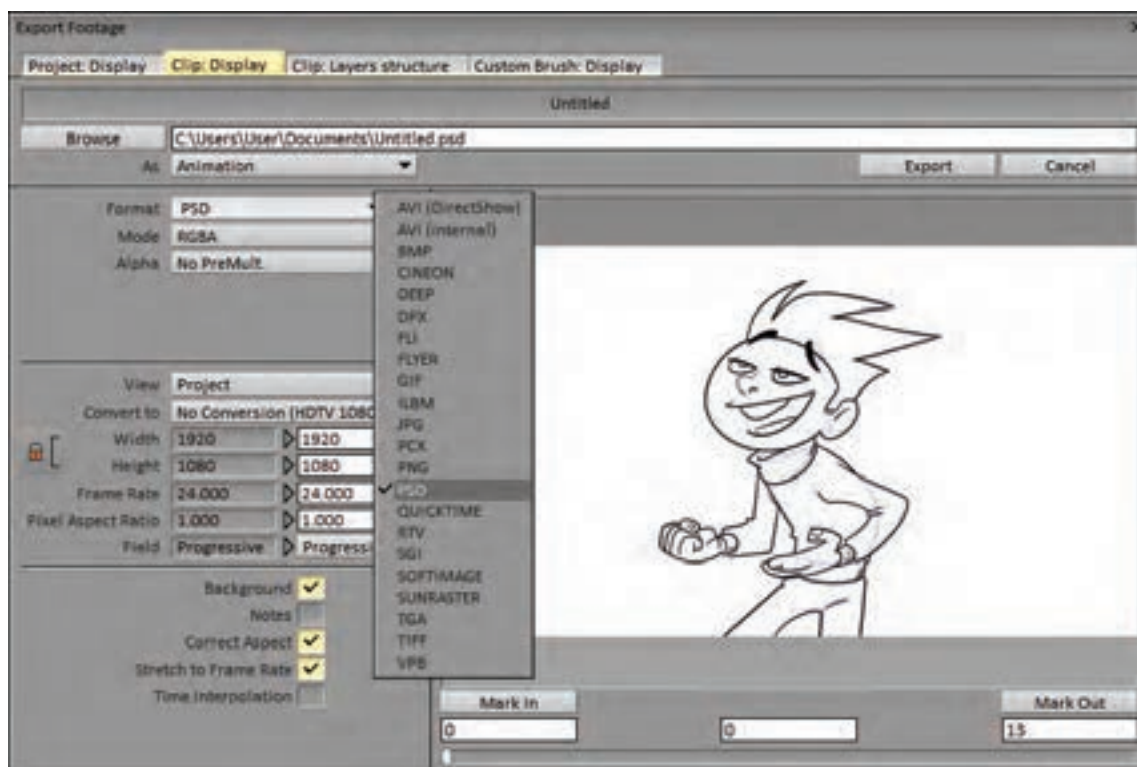 Export Footage
Project: Display Clip: Display Clip: Layers structure Custom Brush: Display
Untitled
Browse C:\Users\User\Documents\Untitled.psd
As Animation Export Cancel
Format PSD
Mode RGBA
Alpha No PreMult.
AVI (DirectShow)
AVI (internal)
BMP
CINEON
DEEP
DPX
FLI
FLYER
GIF
ILBM
JPG
PCX
PNG
PSD
QUICKTIME
RTV
SGI
SOFTIMAGE
SUNRASTER
TGA
TIFF
VPB
View Project
Convert to No Conversion (HDTV 1080
Width 1920 1920
Height 1080 1080
Frame Rate 24.000 24.000
Pixel Aspect Ratio 1.000 1.000
Field Progressive Progressi
Background
Notes
Correct Aspect
Stretch to Frame Rate
Time Interpolation
Mark In Mark Out
0 0 15